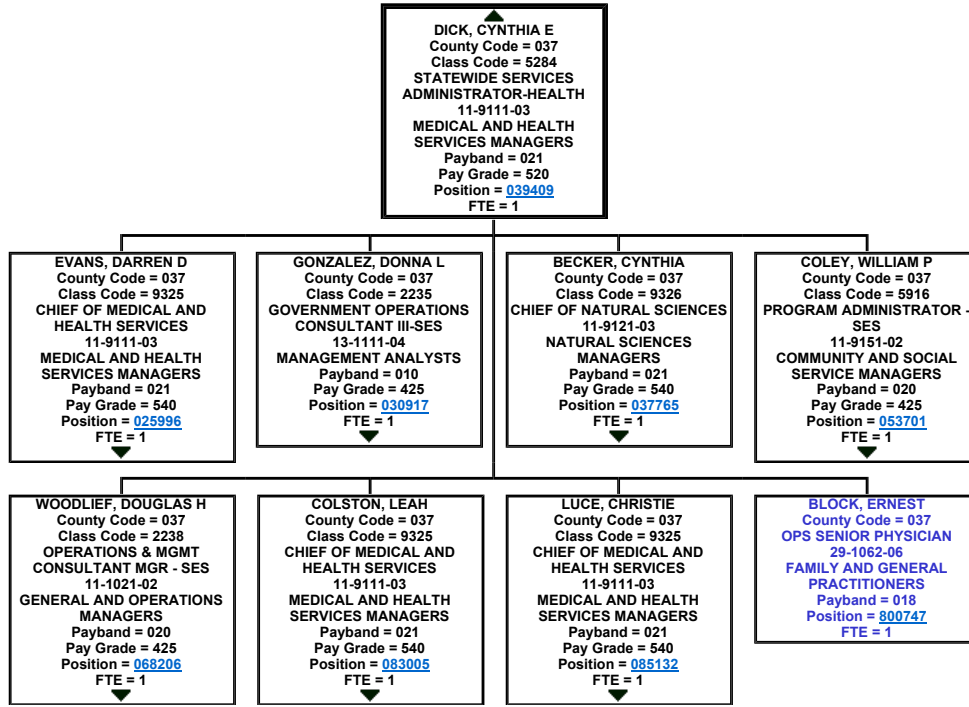 DICK, CYNTHIA E
County Code = 037
Class Code = 5284
STATEWIDE SERVICES
ADMINISTRATOR-HEALTH
11-9111-03
MEDICAL AND HEALTH
SERVICES MANAGERS
Payband = 021
Pay Grade = 520
Position = 039409
FTE = 1
EVANS, DARREN D
County Code = 037
Class Code = 9325
CHIEF OF MEDICAL AND
HEALTH SERVICES
11-9111-03
MEDICAL AND HEALTH
SERVICES MANAGERS
Payband = 021
Pay Grade = 540
Position = 025996
FTE = 1
GONZALEZ, DONNA L
County Code = 037
Class Code = 2235
GOVERNMENT OPERATIONS
CONSULTANT III-SES
13-1111-04
MANAGEMENT ANALYSTS
Payband = 010
Pay Grade = 425
Position = 030917
FTE = 1
BECKER, CYNTHIA
County Code = 037
Class Code = 9326
CHIEF OF NATURAL SCIENCES
11-9121-03
NATURAL SCIENCES
MANAGERS
Payband = 021
Pay Grade = 540
Position = 037765
FTE = 1
COLEY, WILLIAM P
County Code = 037
Class Code = 5916
PROGRAM ADMINISTRATOR -
SES
11-9151-02
COMMUNITY AND SOCIAL
SERVICE MANAGERS
Payband = 020
Pay Grade = 425
Position = 053701
FTE = 1
WOODLIEF, DOUGLAS H
County Code = 037
Class Code = 2238
OPERATIONS & MGMT
CONSULTANT MGR - SES
11-1021-02
GENERAL AND OPERATIONS
MANAGERS
Payband = 020
Pay Grade = 425
Position = 068206
FTE = 1
COLSTON, LEAH
County Code = 037
Class Code = 9325
CHIEF OF MEDICAL AND
HEALTH SERVICES
11-9111-03
MEDICAL AND HEALTH
SERVICES MANAGERS
Payband = 021
Pay Grade = 540
Position = 083005
FTE = 1
LUCE, CHRISTIE
County Code = 037
Class Code = 9325
CHIEF OF MEDICAL AND
HEALTH SERVICES
11-9111-03
MEDICAL AND HEALTH
SERVICES MANAGERS
Payband = 021
Pay Grade = 540
Position = 085132
FTE = 1
BLOCK, ERNEST
County Code = 037
OPS SENIOR PHYSICIAN
29-1062-06
FAMILY AND GENERAL
PRACTITIONERS
Payband = 018
Position = 800747
FTE = 1